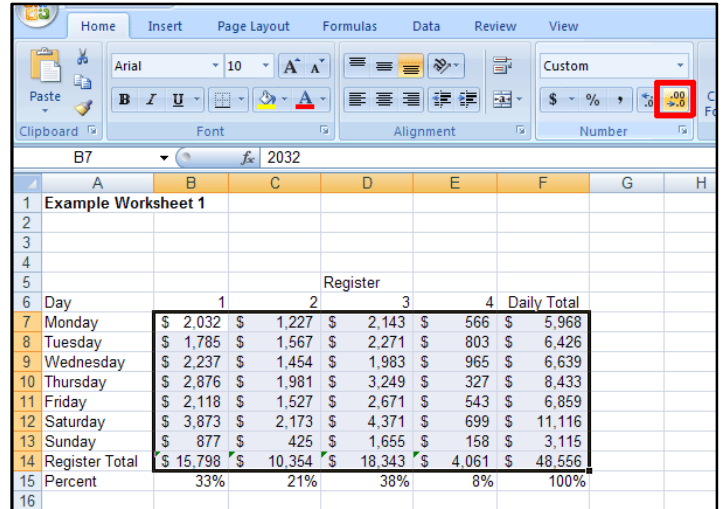 Home Insert Page Layout Formulas Data Review View
Arial 10 A A Custom
Paste B I U A $ % , .0 .00
.00 .0
Clipboard Font Alignment Number
B7 fx 2032
A B C D E F G H
1 Example Worksheet 1
2
3
4
5 Register
6 Day 1 2 3 4 Daily Total
7 Monday $ 2,032 $ 1,227 $ 2,143 $ 566 $ 5,968
8 Tuesday $ 1,785 $ 1,567 $ 2,271 $ 803 $ 6,426
9 Wednesday $ 2,237 $ 1,454 $ 1,983 $ 965 $ 6,639
10 Thursday $ 2,876 $ 1,981 $ 3,249 $ 327 $ 8,433
11 Friday $ 2,118 $ 1,527 $ 2,671 $ 543 $ 6,859
12 Saturday $ 3,873 $ 2,173 $ 4,371 $ 699 $ 11,116
13 Sunday $ 877 $ 425 $ 1,655 $ 158 $ 3,115
14 Register Total $ 15,798 $ 10,354 $ 18,343 $ 4,061 $ 48,556
15 Percent 33% 21% 38% 8% 100%
16